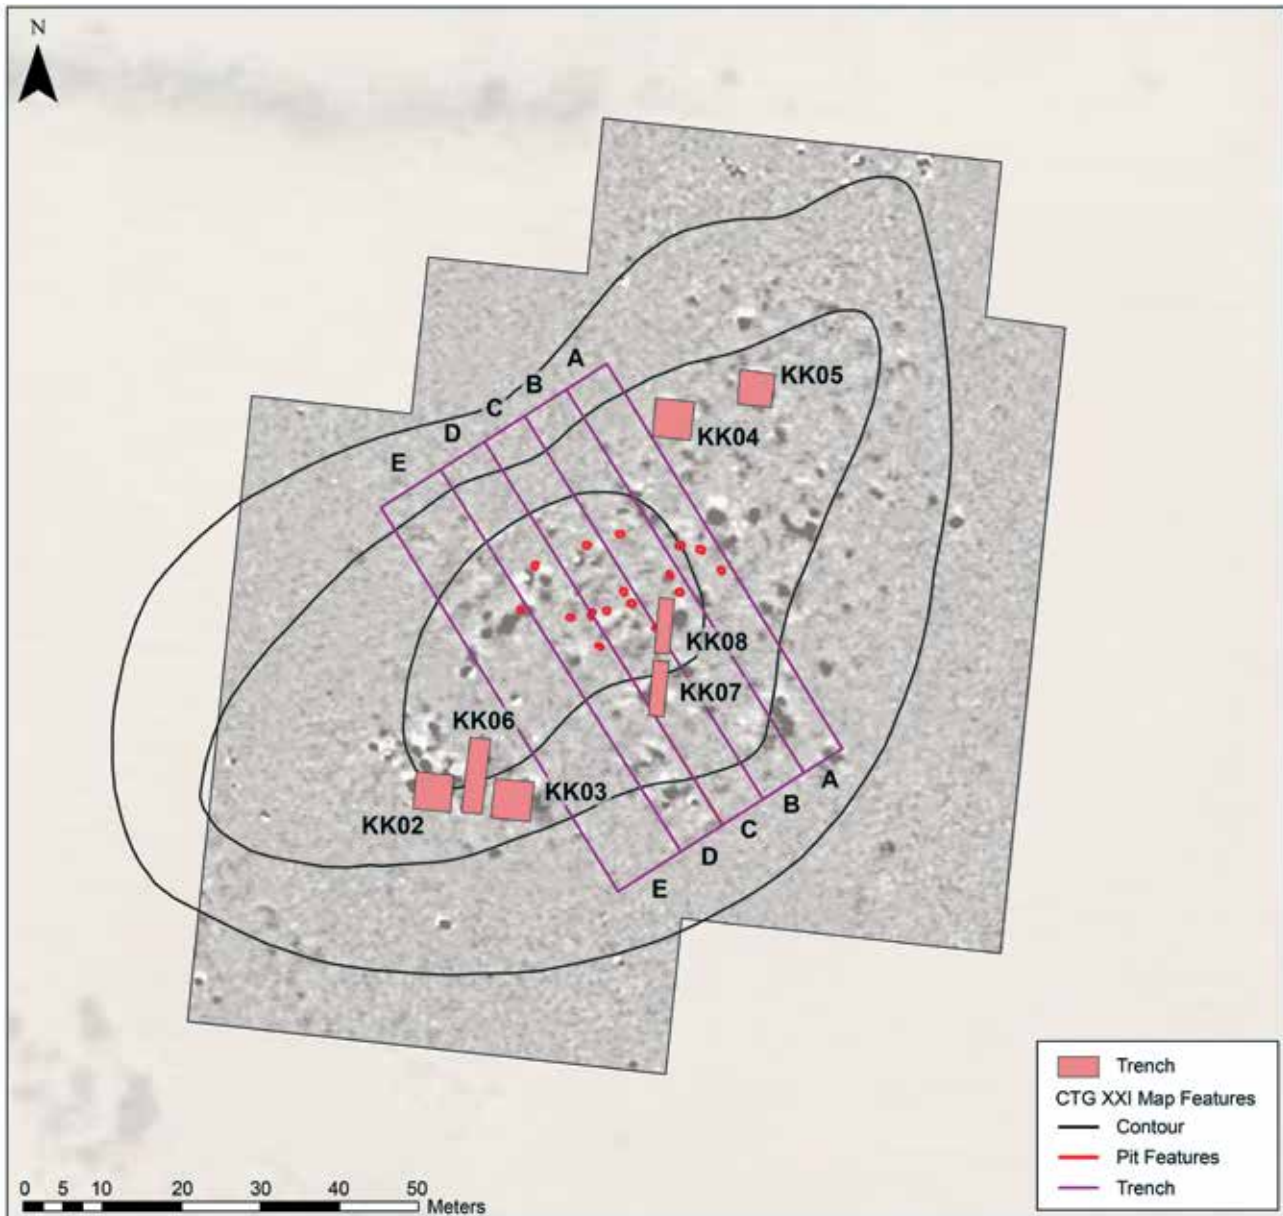 N
A
B
C
D
E
KK05
KK04
KK08
KK07
KK06
KK03
KK02
A
B
C
D
E
Trench
CTG XXI Map Features
Contour
Pit Features
Trench
0 5 10 20 30 40 50
Meters